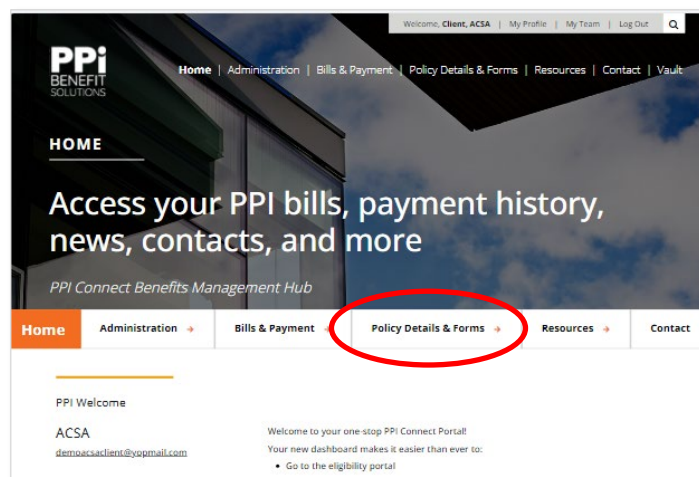 Welcome, Client, ACSA | My Profile | My Team | Log Out
PPi
BENEFIT
SOLUTIONS
Home | Administration | Bills & Payment | Policy Details & Forms | Resources | Contact | Vault
HOME
Access your PPI bills, payment history,
news, contacts, and more
PPI Connect Benefits Management Hub
Home Administration → Bills & Payment → Policy Details & Forms → Resources → Contact
PPI Welcome
ACSA
demoacsaclient@yopmail.com
Welcome to your one-stop PPI Connect Portal!
Your new dashboard makes it easier than ever to:
• Go to the eligibility portal